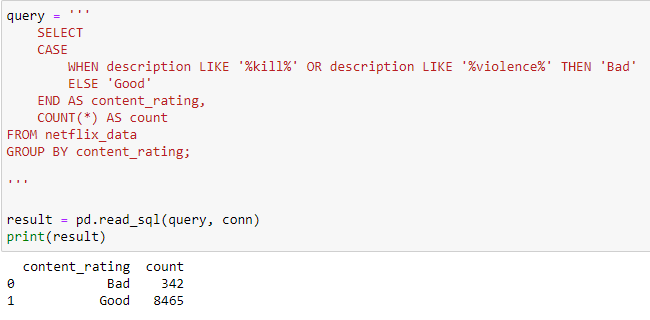 query = '''
    SELECT
    CASE
        WHEN description LIKE '%kill%' OR description LIKE '%violence%' THEN 'Bad'
        ELSE 'Good'
    END AS content_rating,
    COUNT(*) AS count
FROM netflix_data
GROUP BY content_rating;
'''
result = pd.read_sql(query, conn)
print(result)
  content_rating  count
0            Bad    342
1           Good   8465